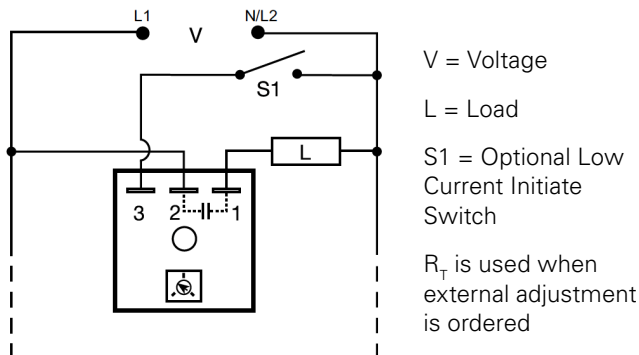 L1
V
N/L2
S1
L
3
2
1
V = Voltage
L = Load
S1 = Optional Low
Current Initiate
Switch
R_T is used when
external adjustment
is ordered